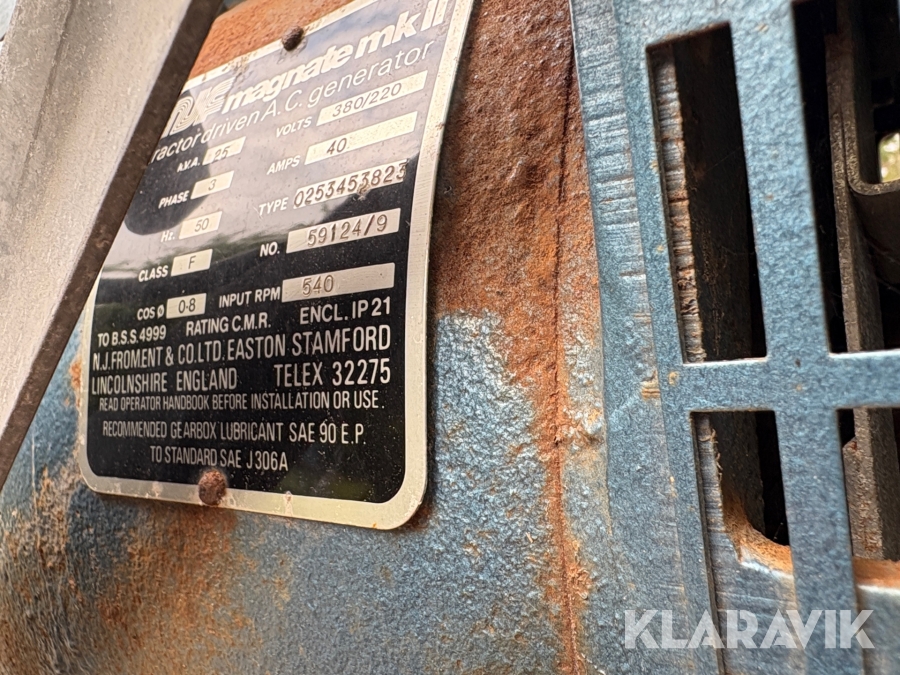 magnate mk II
ractor driven A.C. generator
A.V.A. 25 VOLTS 380/220
PHASE 3 AMPS 40
Hz. 50 TYPE 0253453823
CLASS F NO. 59124/9
COS Ø 0·8 INPUT RPM 540
TO B.S.S. 4999 RATING C.M.R. ENCL. IP 21
N.J. FROMENT & CO. LTD. EASTON STAMFORD
LINCOLNSHIRE ENGLAND TELEX 32275
READ OPERATOR HANDBOOK BEFORE INSTALLATION OR USE.
RECOMMENDED GEARBOX LUBRICANT SAE 90 E.P.
TO STANDARD SAE J306A
KLARAVIK